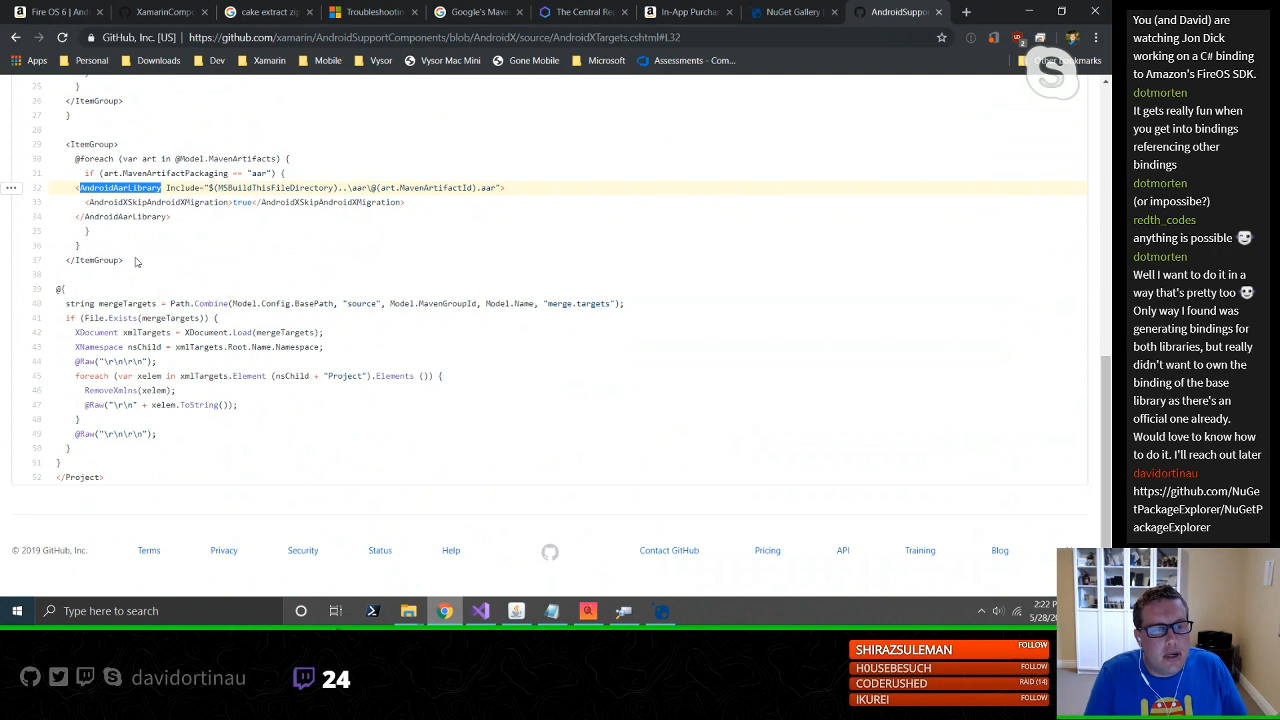 Fire OS 6 | And
XamarinCompo
cake extract zip
Troubleshootin
Google's Mave
The Central Re
In-App Purcha
NuGet Gallery
AndroidSuppo
GitHub, Inc. [US] | https://github.com/xamarin/AndroidSupportComponents/blob/AndroidX/source/AndroidXTargets.cshtml#L32
Apps Personal Downloads Dev Xamarin Mobile Vysor Vysor Mac Mini Office Microsoft Assessments - Com... Other bookmarks
25 }
26 </ItemGroup>
27 }
28
29 <ItemGroup>
30 @foreach (var art in @Model.MavenArtifacts) {
31 if (art.MavenArtifactPackaging == "aar") {
32 <AndroidAarLibrary Include="$(MSBuildThisFileDirectory)..\aar\@(art.MavenArtifactId).aar">
33 <AndroidXSkipAndroidXMigration>true</AndroidXSkipAndroidXMigration>
34 </AndroidAarLibrary>
35 }
36 }
37 </ItemGroup>
38
39 @{
40 string mergeTargets = Path.Combine(Model.Config.BasePath, "source", Model.MavenGroupId, Model.Name, "merge.targets");
41 if (File.Exists(mergeTargets)) {
42 XDocument xmlTargets = XDocument.Load(mergeTargets);
43 XNamespace nsChild = xmlTargets.Root.Name.Namespace;
44 @Raw("\r\n\r\n");
45 foreach (var xelem in xmlTargets.Element (nsChild + "Project").Elements ()) {
46 RemoveXmlns(xelem);
47 @Raw("\r\n" + xelem.ToString());
48 }
49 @Raw("\r\n\r\n");
50 }
51 }
52 </Project>
© 2019 GitHub, Inc. Terms Privacy Security Status Help Contact GitHub Pricing API Training Blog
Type here to search
2:22 P
5/28/20
You (and David) are
watching Jon Dick
working on a C# binding
to Amazon's FireOS SDK.
dotmorten
It gets really fun when
you get into bindings
referencing other
bindings
dotmorten
(or impossibe?)
redth_codes
anything is possible
dotmorten
Well I want to do it in a
way that's pretty too
Only way I found was
generating bindings for
both libraries, but really
didn't want to own the
binding of the base
library as there's an
official one already.
Would love to know how
to do it. I'll reach out later
davidortinau
https://github.com/NuGe
tPackageExplorer/NuGetP
ackageExplorer
davidortinau
24
SHIRAZSULEMAN FOLLOW
H0USEBESUCH FOLLOW
CODERUSHED RAID (14)
IKUREI FOLLOW